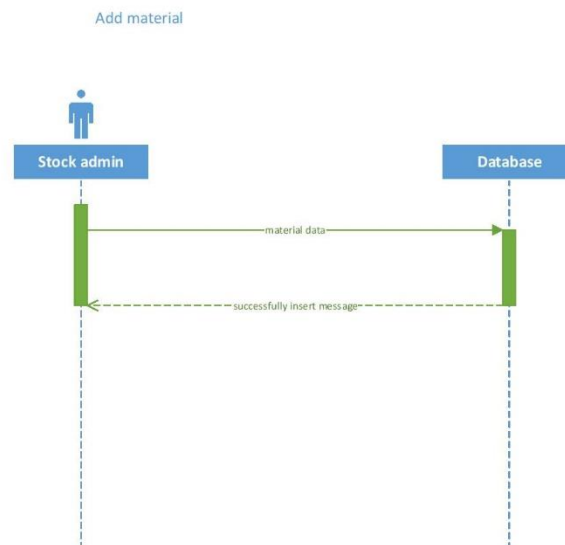 Add material
Stock admin
Database
material data
successfully insert message